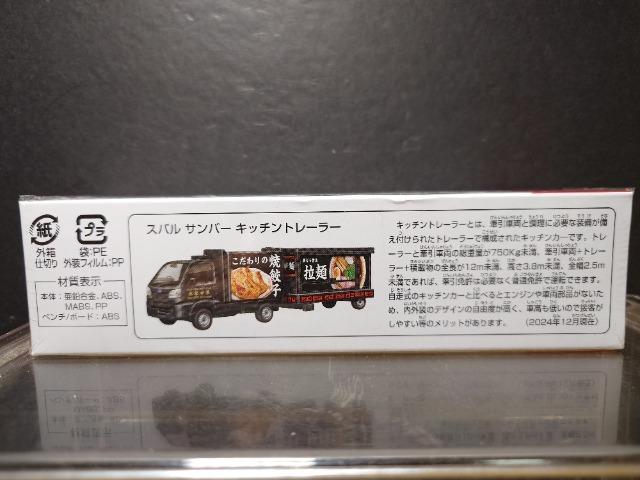 紙
外箱
仕切り
プラ
袋:PE
外装フィルム:PP
材質表示
本体:亜鉛合金、ABS、
MABS、PP
ベンチ/ボード:ABS
スバル サンバー キッチントレーラー
こだわりの
焼餃子
拉麺
キッチントレーラーとは、牽引車両と調理に必要な装備が備
え付けられたトレーラーで構成されたキッチンカーです。トレ
ーラーと牽引車両の総重量が750Kg未満、牽引車両+トレー
ラー+積載物の全長が12m未満、高さ3.8m未満、全幅2.5m
未満であれば、牽引免許は必要なく普通免許で運転できます。
自走式のキッチンカーと比べるとエンジンや車両部品がないた
め、内外装のデザインの自由度が高く、車高も低いので接客が
しやすい等のメリットがあります。 (2024年12月現在)